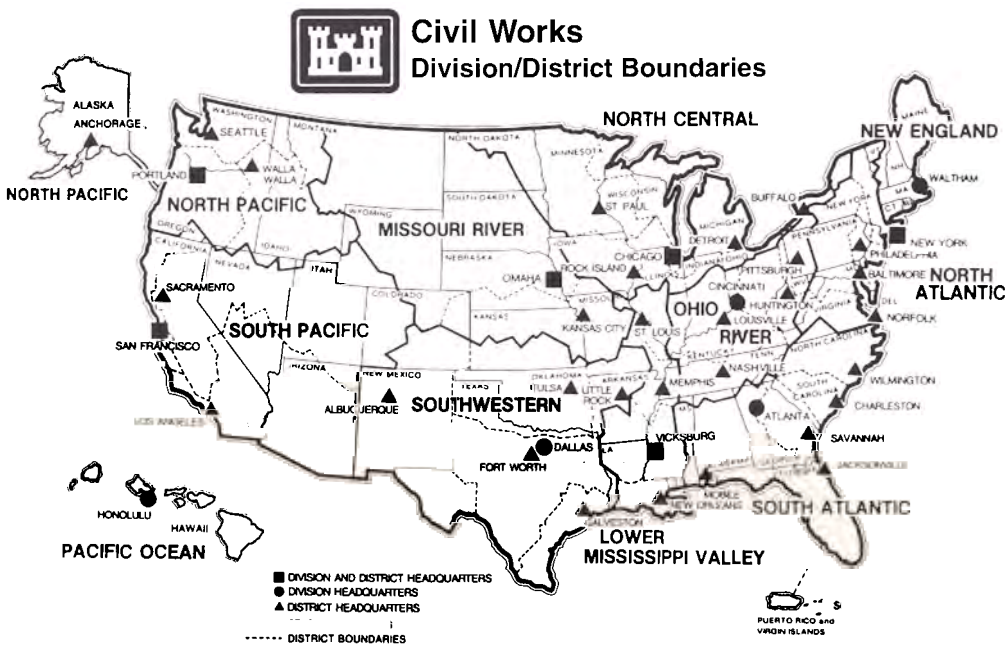 Civil Works
Division/District Boundaries
ALASKA
ANCHORAGE
NORTH PACIFIC
WASHINGTON
SEATTLE
MONTANA
PORTLAND
WALLA
WALLA
NORTH PACIFIC
OREGON
IDAHO
CALIFORNIA
NEVADA
UTAH
SACRAMENTO
SOUTH PACIFIC
SAN FRANCISCO
LOS ANGELES
WYOMING
MISSOURI RIVER
NORTH DAKOTA
SOUTH DAKOTA
NEBRASKA
OMAHA
COLORADO
KANSAS
KANSAS CITY
NORTH CENTRAL
MINNESOTA
WISCONSIN
ST PAUL
IOWA
ROCK ISLAND
CHICAGO
ILLINOIS
MICHIGAN
DETROIT
BUFFALO
INDIANA
OHIO
NEW ENGLAND
MAINE
NH
MA
CT
WALTHAM
NEW YORK
NEW YORK
PENNSYLVANIA
PHILADELPHIA
PITTSBURGH
BALTIMORE
NORTH
ATLANTIC
DEL
NORFOLK
CINCINNATI
HUNTINGTON
VIRGINIA
OHIO
RIVER
LOUISVILLE
ST LOUIS
KENTUCKY
TENN
NASHVILLE
NORTH CAROLINA
WILMINGTON
SOUTH
CAROLINA
CHARLESTON
ATLANTA
SAVANNAH
JACKSONVILLE
SOUTH ATLANTIC
MOBILE
NEW ORLEANS
VICKSBURG
MEMPHIS
ARKANSAS
LITTLE
ROCK
OKLAHOMA
TULSA
TEXAS
NEW MEXICO
ALBUQUERQUE
SOUTHWESTERN
DALLAS
FORT WORTH
LA
GALVESTON
LOWER
MISSISSIPPI VALLEY
HONOLULU
HAWAII
PACIFIC OCEAN
DIVISION AND DISTRICT HEADQUARTERS
DIVISION HEADQUARTERS
DISTRICT HEADQUARTERS
DISTRICT BOUNDARIES
PUERTO RICO and
VIRGIN ISLANDS